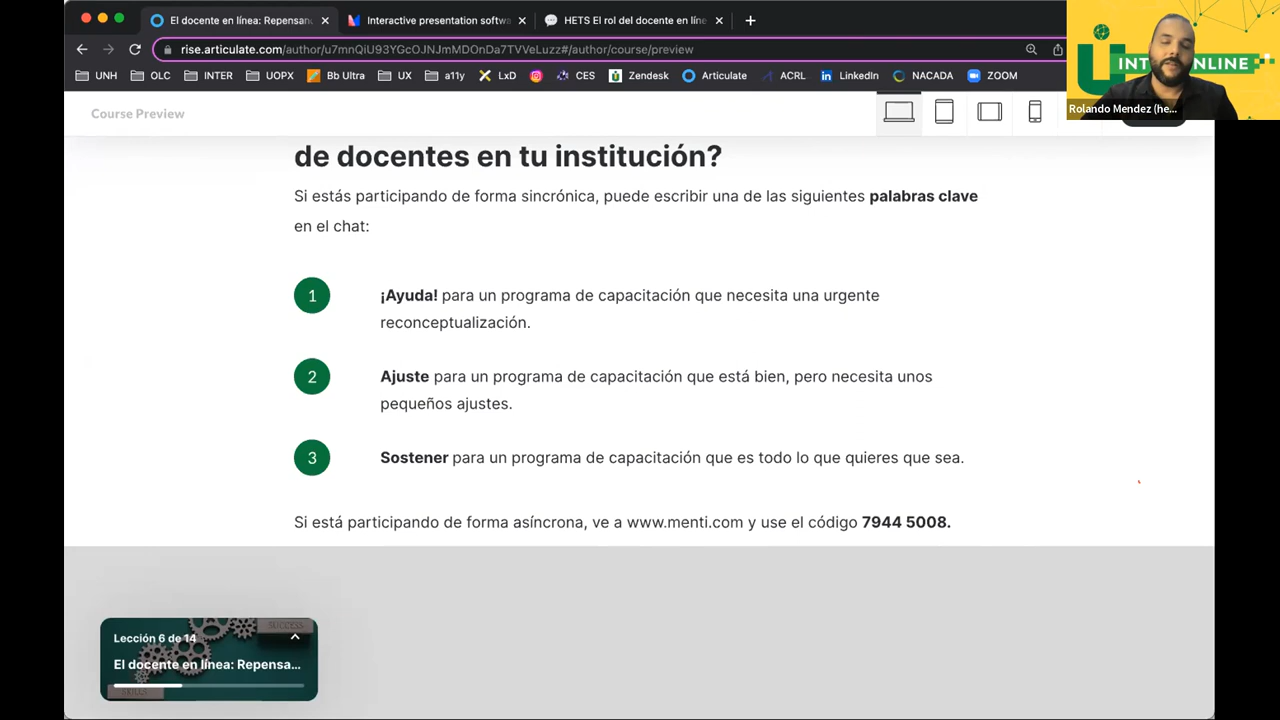 El docente en línea: Repensand
Interactive presentation softwa
HETS El rol del docente en líne
rise.articulate.com/author/u7mnQiU93YGcOJNJmMDOnDa7TVVeLuzz#/author/course/preview
UNH OLC INTER UOPX Bb Ultra UX a11y LxD CES Zendesk Articulate ACRL LinkedIn NACADA ZOOM
NLINE
Rolando Mendez (he...
Course Preview
de docentes en tu institución?
Si estás participando de forma sincrónica, puede escribir una de las siguientes palabras clave
en el chat:
1 ¡Ayuda! para un programa de capacitación que necesita una urgente
reconceptualización.
2 Ajuste para un programa de capacitación que está bien, pero necesita unos
pequeños ajustes.
3 Sostener para un programa de capacitación que es todo lo que quieres que sea.
Si está participando de forma asíncrona, ve a www.menti.com y use el código 7944 5008.
SUCCESS
Lección 6 de 14
El docente en línea: Repensa...
SKILLS